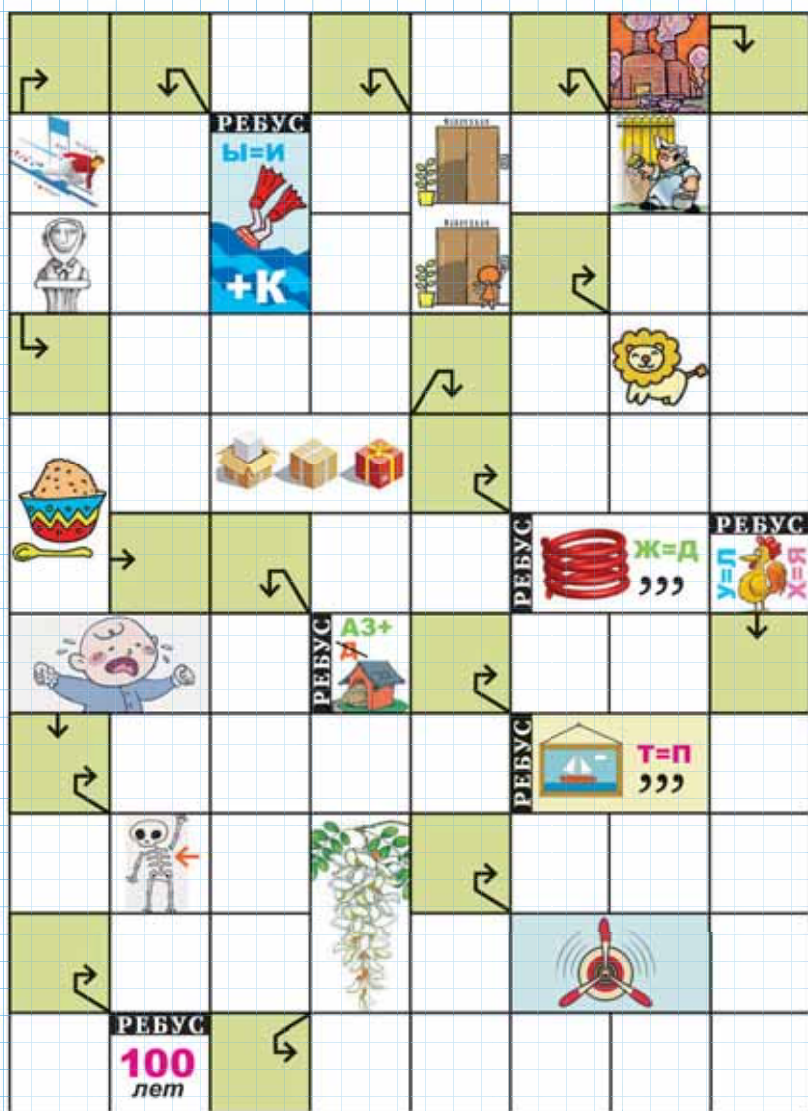 РЕБУС
Ы=И
+К
РЕБУС
Ж=Д
,,,
РЕБУС
У=Л
Х=Я
РЕБУС
АЗ+
Д
РЕБУС
Т=П
,,,
РЕБУС
100
лет